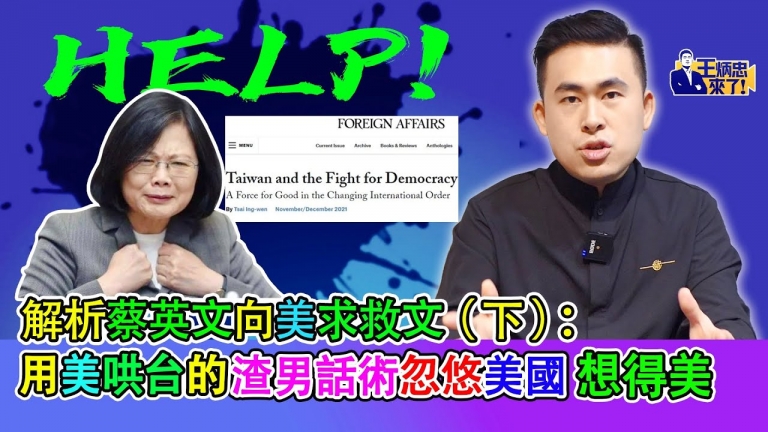 HELP!
王炳忠
來了!
FOREIGN AFFAIRS
MENU
Current Issue Archive Books & Reviews Anthologies
Taiwan and the Fight for Democracy
A Force for Good in the Changing International Order
By Tsai Ing-wen November/December 2021
解析蔡英文向美求救文（下）：
用美哄台的渣男話術忽悠美國 想得美